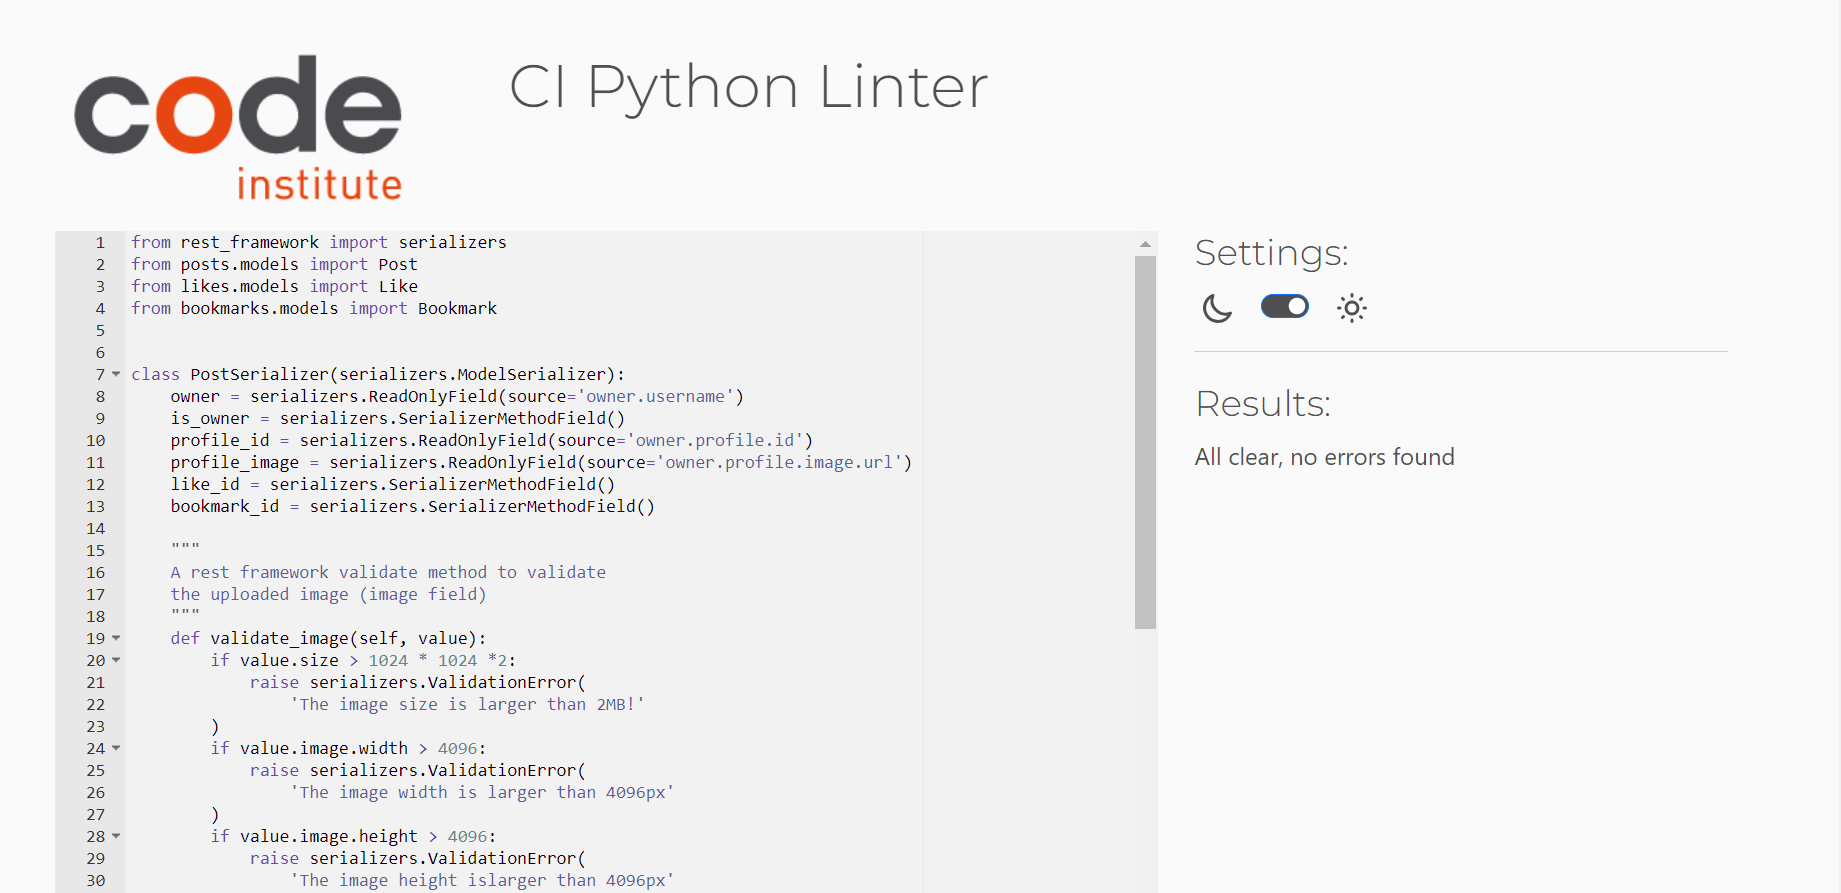 code
institute
CI Python Linter
1 from rest_framework import serializers
2 from posts.models import Post
3 from likes.models import Like
4 from bookmarks.models import Bookmark
5
6
7 class PostSerializer(serializers.ModelSerializer):
8     owner = serializers.ReadOnlyField(source='owner.username')
9     is_owner = serializers.SerializerMethodField()
10     profile_id = serializers.ReadOnlyField(source='owner.profile.id')
11     profile_image = serializers.ReadOnlyField(source='owner.profile.image.url')
12     like_id = serializers.SerializerMethodField()
13     bookmark_id = serializers.SerializerMethodField()
14
15     """
16     A rest framework validate method to validate
17     the uploaded image (image field)
18     """
19     def validate_image(self, value):
20         if value.size > 1024 * 1024 *2:
21             raise serializers.ValidationError(
22                 'The image size is larger than 2MB!'
23         )
24         if value.image.width > 4096:
25             raise serializers.ValidationError(
26                 'The image width is larger than 4096px'
27         )
28         if value.image.height > 4096:
29             raise serializers.ValidationError(
30                 'The image height islarger than 4096px'
Settings:
Results:
All clear, no errors found